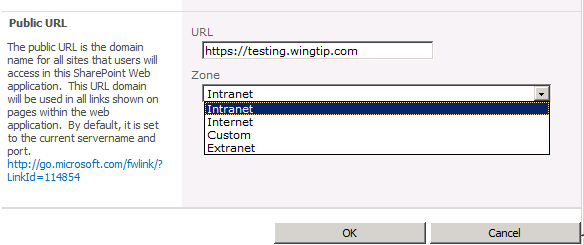 Public URL
The public URL is the domain
name for all sites that users will
access in this SharePoint Web
application.  This URL domain
will be used in all links shown on
pages within the web
application.  By default, it is set
to the current servername and
port.
http://go.microsoft.com/fwlink/?
LinkId=114854
URL
https://testing.wingtip.com
Zone
Intranet
Intranet
Internet
Custom
Extranet
OK
Cancel